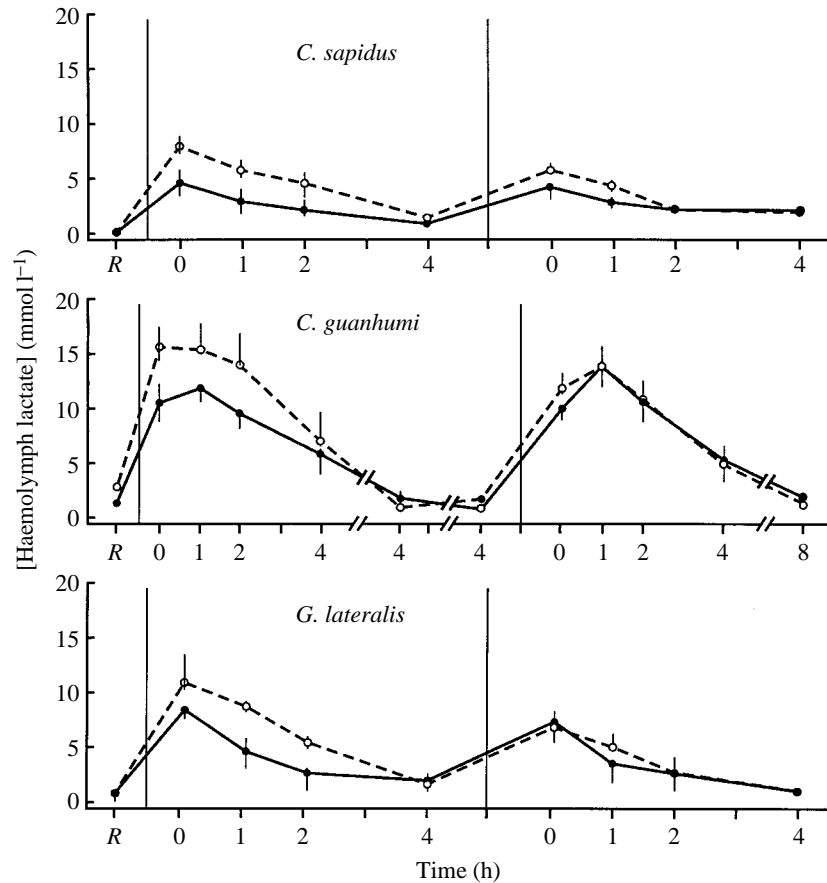 [Haemolymph lactate] (mmol l⁻¹)
C. sapidus
20
15
10
5
0
R 0 1 2 4 0 1 2 4
C. guanhumi
20
15
10
5
0
R 0 1 2 4 4 4 0 1 2 4 8
G. lateralis
20
15
10
5
0
R 0 1 2 4 0 1 2 4
Time (h)